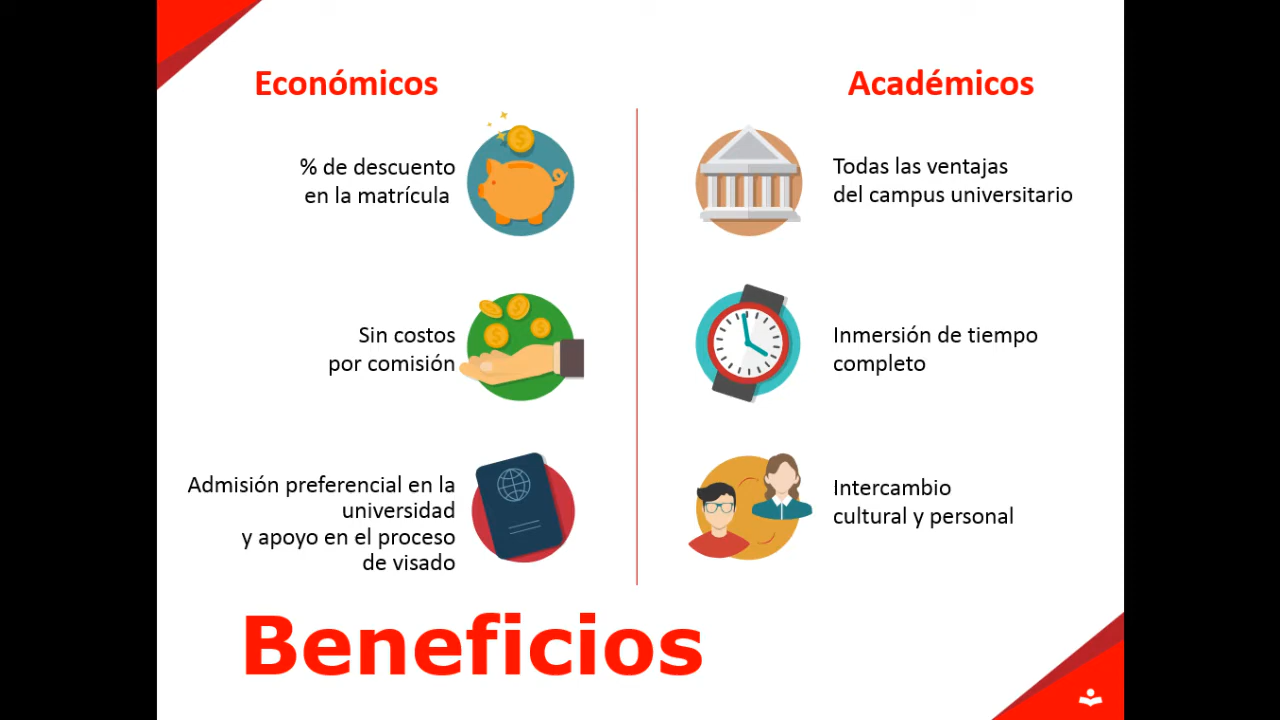 Económicos
% de descuento
en la matrícula
Sin costos
por comisión
Admisión preferencial en la
universidad
y apoyo en el proceso
de visado
Académicos
Todas las ventajas
del campus universitario
Inmersión de tiempo
completo
Intercambio
cultural y personal
Beneficios